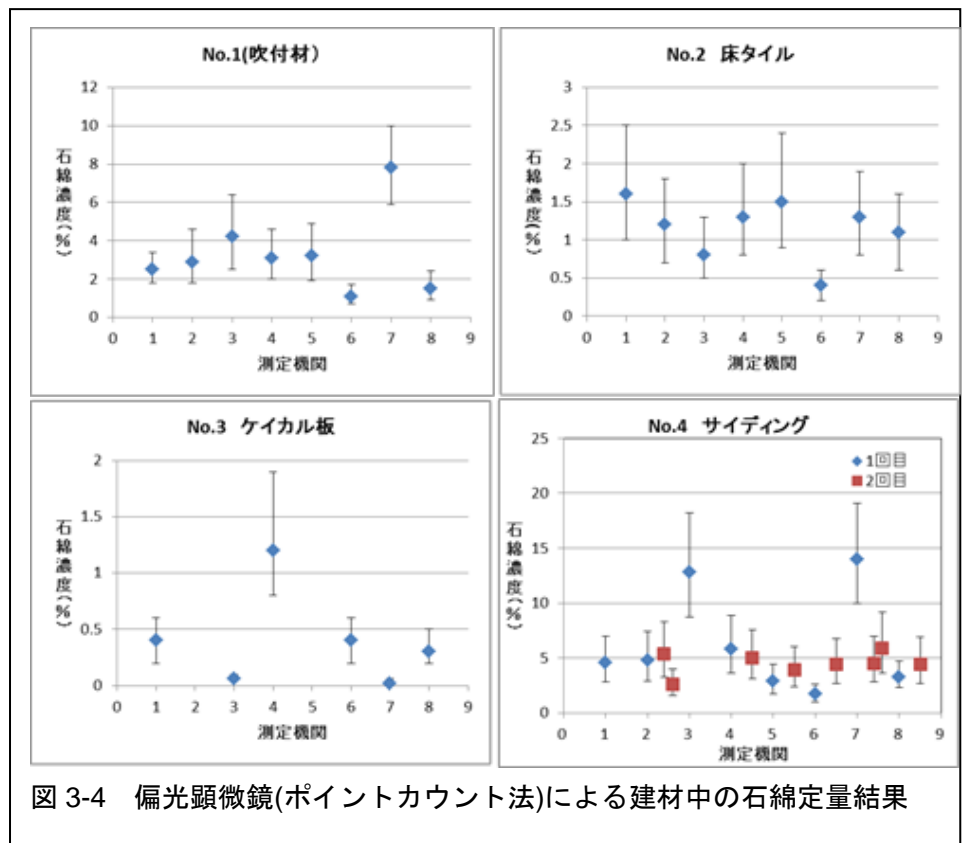 No.1(吹付材)
12
10
8
6
4
2
0
石綿濃度(%)
0 1 2 3 4 5 6 7 8 9
測定機関
No.2 床タイル
3
2.5
2
1.5
1
0.5
0
石綿濃度(%)
0 1 2 3 4 5 6 7 8 9
測定機関
No.3 ケイカル板
2
1.5
1
0.5
0
石綿濃度(%)
0 1 2 3 4 5 6 7 8 9
測定機関
No.4 サイディング
25
20
15
10
5
0
石綿濃度(%)
1回目
2回目
0 1 2 3 4 5 6 7 8 9
測定機関
図 3-4 偏光顕微鏡(ポイントカウント法)による建材中の石綿定量結果